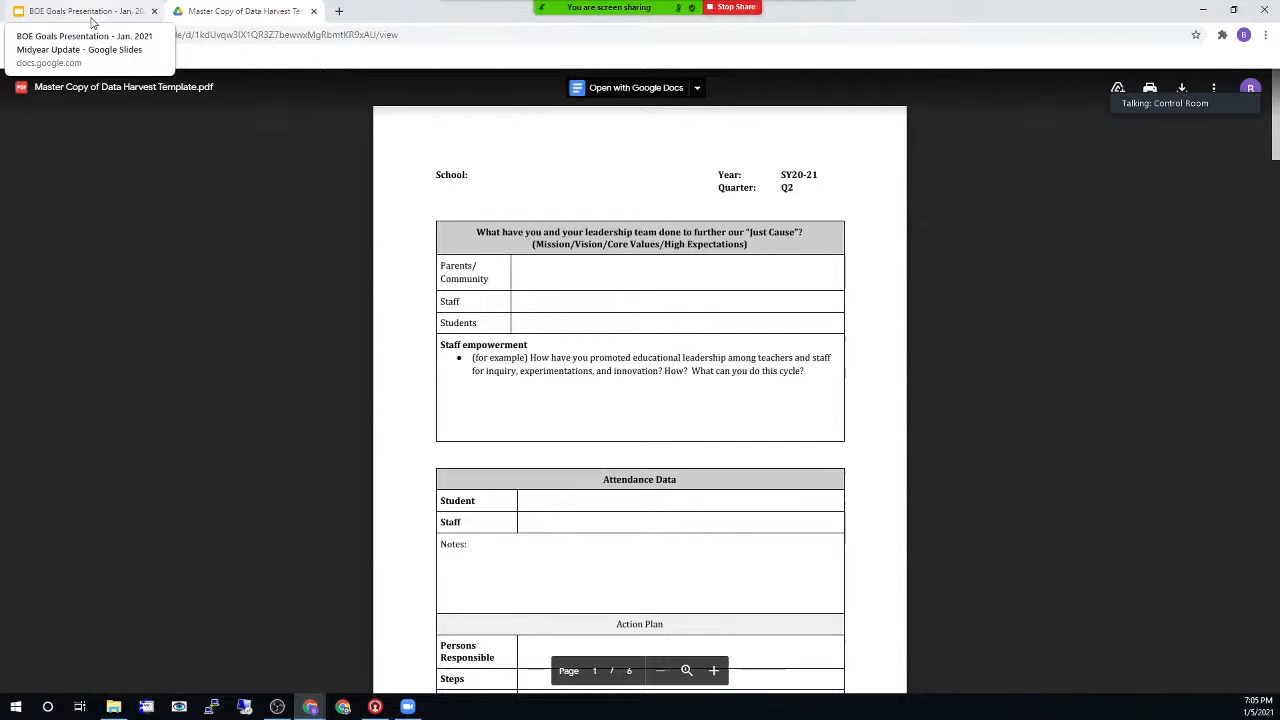 BOE Goals Presentation - Jan. 20
Master Copy of Data Harvest Te
You are screen sharing
Stop Share
BOE Goals Presentation - Jan. 2021
Midyear Update - Google Slides
docs.google.com
le/d/1kdUvqw3lX1QR3Z7bewwxMgRbmtKR9xAU/view
B
PDF
Master Copy of Data Harvest Template.pdf
Open with Google Docs
B
Talking: Control Room
School:
Year: SY20-21
Quarter: Q2
What have you and your leadership team done to further our “Just Cause”?
(Mission/Vision/Core Values/High Expectations)
Parents/
Community
Staff
Students
Staff empowerment
● (for example) How have you promoted educational leadership among teachers and staff
for inquiry, experimentations, and innovation? How? What can you do this cycle?
Attendance Data
Student
Staff
Notes:
Action Plan
Persons
Responsible
Steps
Page 1 / 6
7:05 PM
1/5/2021